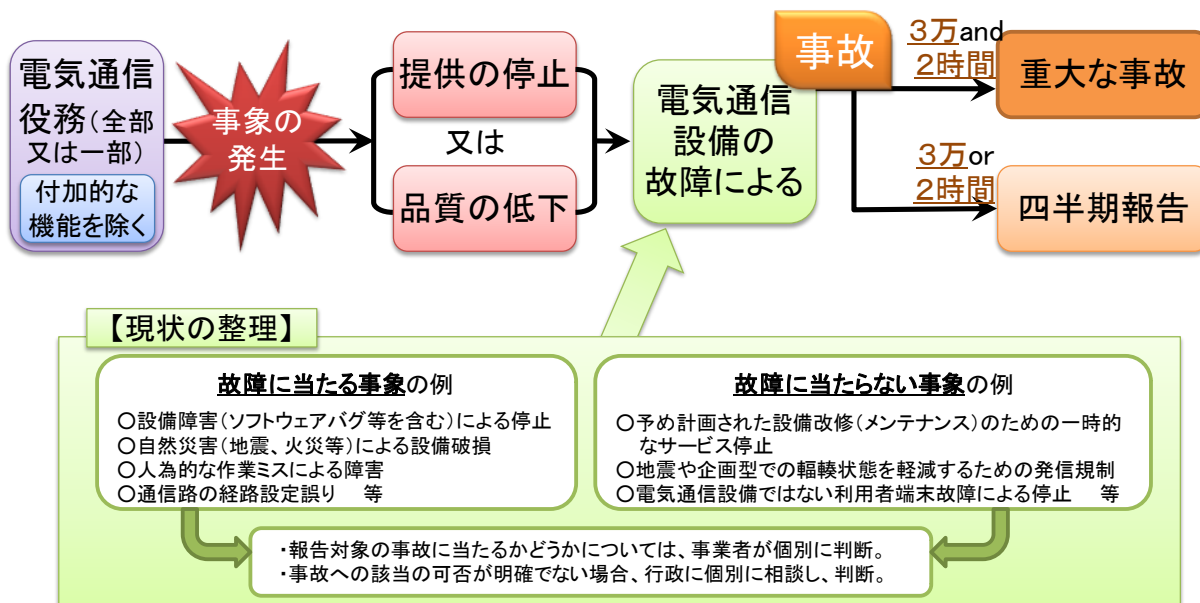 電気通信
役務(全部
又は一部)
付加的な
機能を除く
事象の
発生
提供の停止
又は
品質の低下
電気通信
設備の
故障による
事故
3万and
2時間
重大な事故
3万or
2時間
四半期報告
【現状の整理】
故障に当たる事象の例
○設備障害(ソフトウェアバグ等を含む)による停止
○自然災害(地震、火災等)による設備破損
○人為的な作業ミスによる障害
○通信路の経路設定誤り 等
故障に当たらない事象の例
○予め計画された設備改修(メンテナンス)のための一時的
なサービス停止
○地震や企画型での輻輳状態を軽減するための発信規制
○電気通信設備ではない利用者端末故障による停止 等
・報告対象の事故に当たるかどうかについては、事業者が個別に判断。
・事故への該当の可否が明確でない場合、行政に個別に相談し、判断。